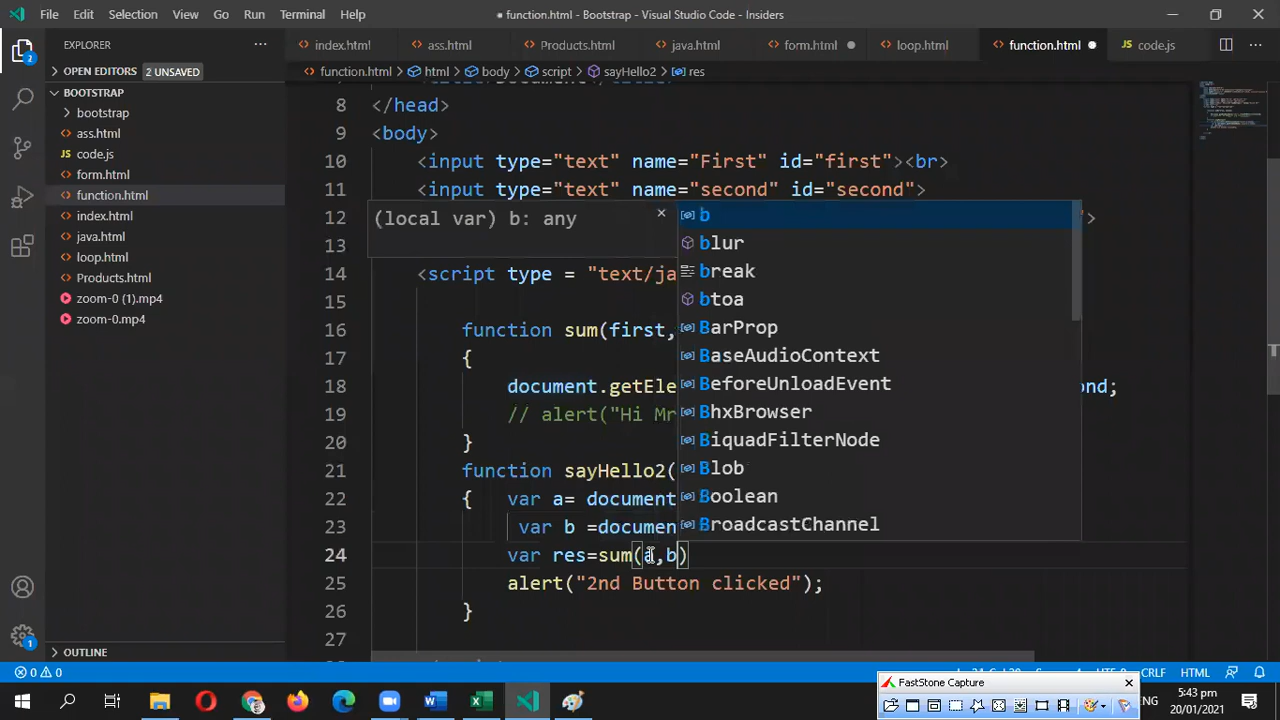 File Edit Selection View Go Run Terminal Help
● function.html - Bootstrap - Visual Studio Code - Insiders
EXPLORER
index.html ass.html Products.html java.html form.html loop.html function.html code.js
OPEN EDITORS 2 UNSAVED
function.html > html > body > script > sayHello2 > res
BOOTSTRAP
bootstrap
ass.html
code.js
form.html
function.html
index.html
java.html
loop.html
Products.html
zoom-0 (1).mp4
zoom-0.mp4
OUTLINE
8 </head>
9 <body>
10 <input type="text" name="First" id="first"><br>
11 <input type="text" name="second" id="second">
12 ">
13
14 <script type = "text/ja
15
16 function sum(first,
17 {
18 document.getEle ond;
19 // alert("Hi Mr
20 }
21 function sayHello2(
22 { var a= document
23 var b =documen
24 var res=sum(a,b)
25 alert("2nd Button clicked");
26 }
27
(local var) b: any
b
blur
break
btoa
BarProp
BaseAudioContext
BeforeUnloadEvent
BhxBrowser
BiquadFilterNode
Blob
Boolean
BroadcastChannel
2
1
0 0
CRLF HTML
FastStone Capture
ENG
5:43 pm
20/01/2021